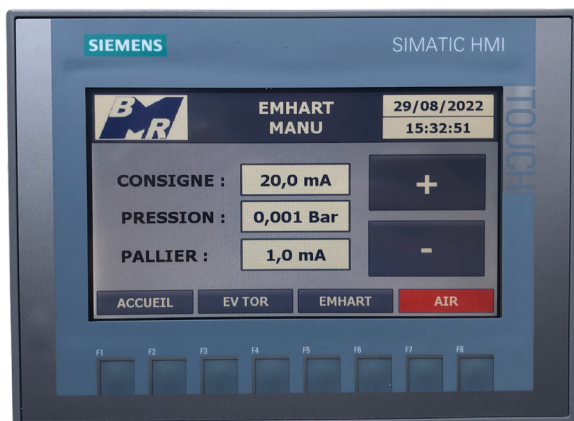 SIEMENS
SIMATIC HMI
TOUCH
BMR
EMHART
MANU
29/08/2022
15:32:51
CONSIGNE : 20,0 mA
PRESSION : 0,001 Bar
PALLIER : 1,0 mA
+
-
ACCUEIL EV TOR EMHART AIR
F1 F2 F3 F4 F5 F6 F7 F8